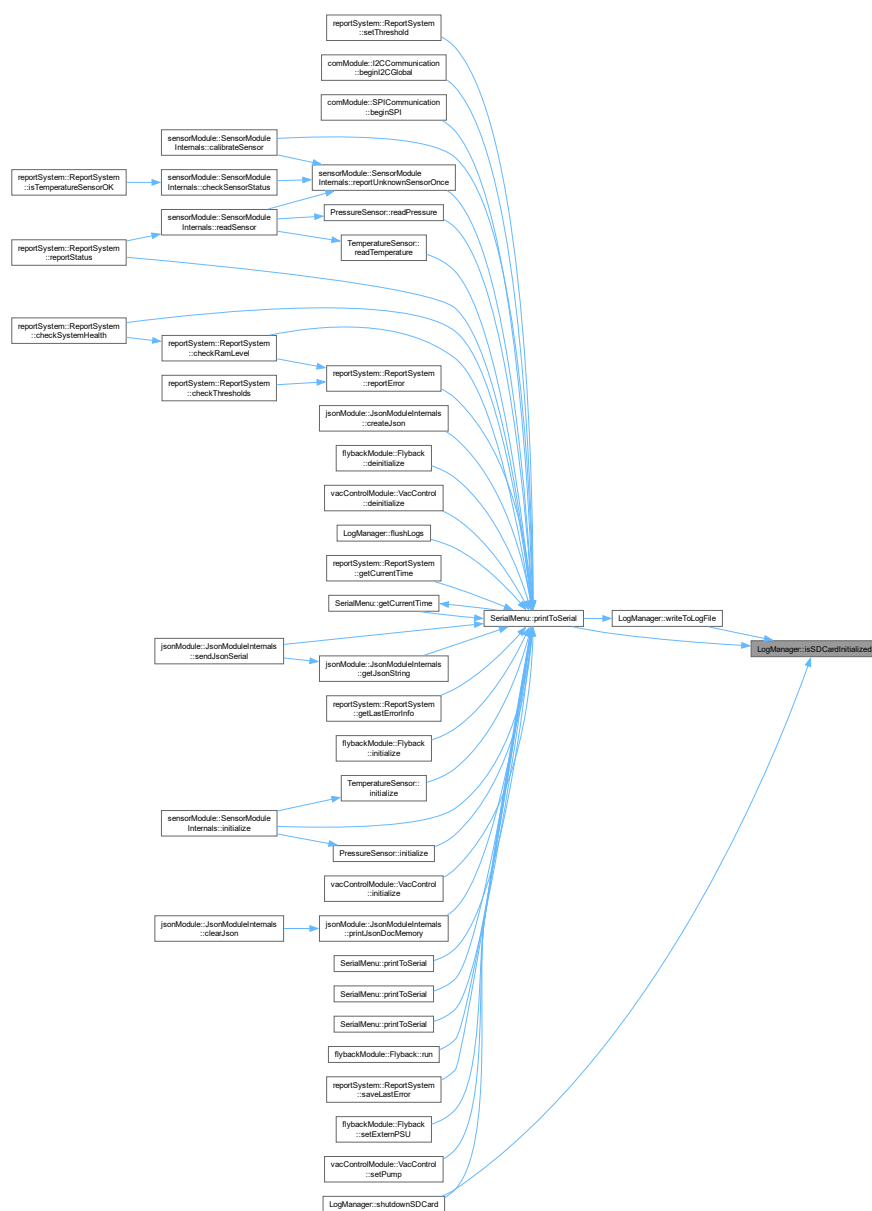 reportSystem::ReportSystem
::setThreshold
comModule::I2CCommunication
::beginI2CGlobal
comModule::SPICommunication
::beginSPI
sensorModule::SensorModule
Internals::calibrateSensor
sensorModule::SensorModule
Internals::reportUnknownSensorOnce
reportSystem::ReportSystem
::isTemperatureSensorOK
sensorModule::SensorModule
Internals::checkSensorStatus
sensorModule::SensorModule
Internals::readSensor
PressureSensor::readPressure
TemperatureSensor::
readTemperature
reportSystem::ReportSystem
::reportStatus
reportSystem::ReportSystem
::checkSystemHealth
reportSystem::ReportSystem
::checkRamLevel
reportSystem::ReportSystem
::reportError
reportSystem::ReportSystem
::checkThresholds
jsonModule::JsonModuleInternals
::createJson
flybackModule::Flyback
::deinitialize
vacControlModule::VacControl
::deinitialize
LogManager::flushLogs
reportSystem::ReportSystem
::getCurrentTime
SerialMenu::getCurrentTime
SerialMenu::printToSerial
LogManager::writeToLogFile
LogManager::isSDCardInitialized
jsonModule::JsonModuleInternals
::sendJsonSerial
jsonModule::JsonModuleInternals
::getJsonString
reportSystem::ReportSystem
::getLastErrorInfo
flybackModule::Flyback
::initialize
TemperatureSensor::
initialize
sensorModule::SensorModule
Internals::initialize
PressureSensor::initialize
vacControlModule::VacControl
::initialize
jsonModule::JsonModuleInternals
::clearJson
jsonModule::JsonModuleInternals
::printJsonDocMemory
SerialMenu::printToSerial
SerialMenu::printToSerial
SerialMenu::printToSerial
flybackModule::Flyback::run
reportSystem::ReportSystem
::saveLastError
flybackModule::Flyback
::setExternPSU
vacControlModule::VacControl
::setPump
LogManager::shutdownSDCard